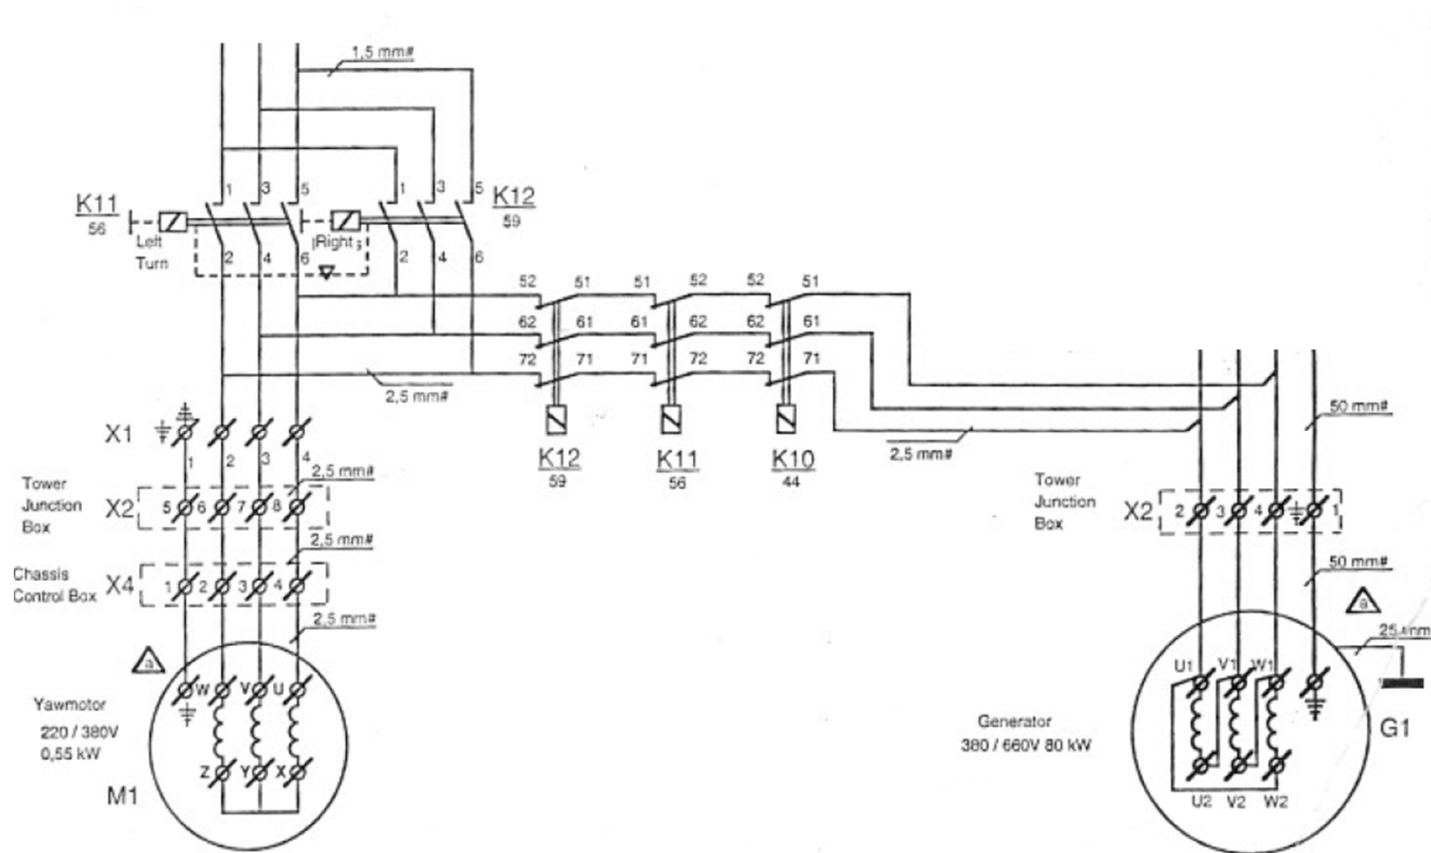 1,5 mm#
1 3 5 1 3 5
K11
56
K12
59
Left
Turn
Right
2 4 6 2 4 6
52 51 51 52 52 51
62 61 61 62 62 61
72 71 71 72 72 71
2,5 mm#
K12
59
K11
56
K10
44
2,5 mm#
50 mm#
X1
1 2 3 4
2,5 mm#
Tower
Junction
Box
X2
5 6 7 8
2,5 mm#
Chassis
Control Box
X4
1 2 3 4
2,5 mm#
a
W V U
Yawmotor
220 / 380V
0,55 kW
Z Y X
M1
Tower
Junction
Box
X2
2 3 4 1
50 mm#
a
U1 V1 W1
Generator
380 / 660V 80 kW
G1
U2 V2 W2